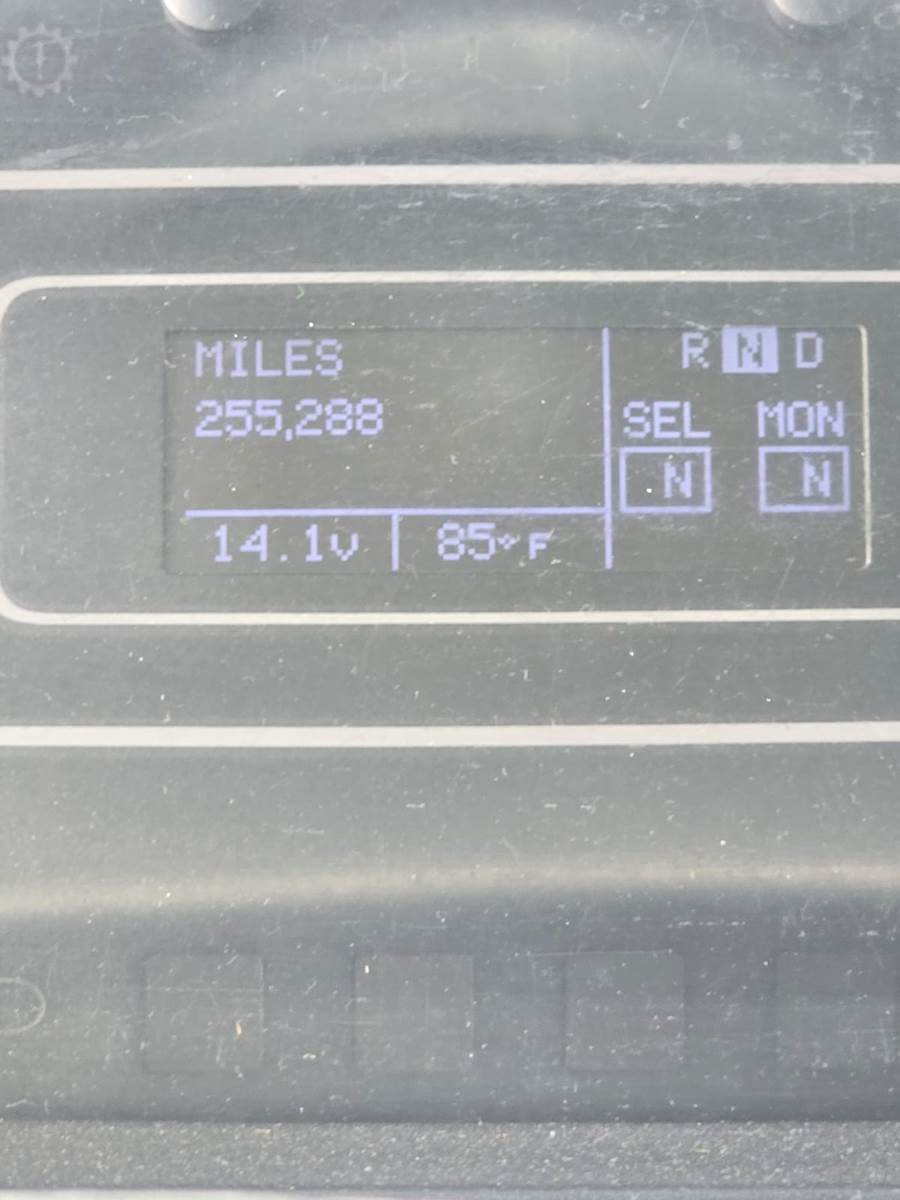 MILES
255,288
14.1v 85°F
R N D
SEL MON
N N